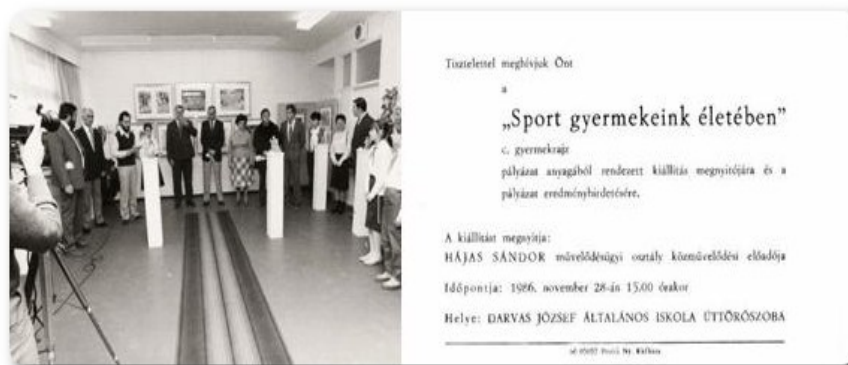 Tisztelettel meghívjuk Önt
a
„Sport gyermekeink életében”
c. gyermekrajz
pályázat anyagából rendezett kiállítás megnyitójára és a
pályázat eredményhirdetésére.
A kiállítást megnyitja:
HAJAS SÁNDOR művelődésügyi osztály közművelődési előadója
Időpontja: 1986. november 28-án 15.00 órakor
Helye: DARVAS JÓZSEF ÁLTALÁNOS ISKOLA ÚTTÖRŐSZOBA